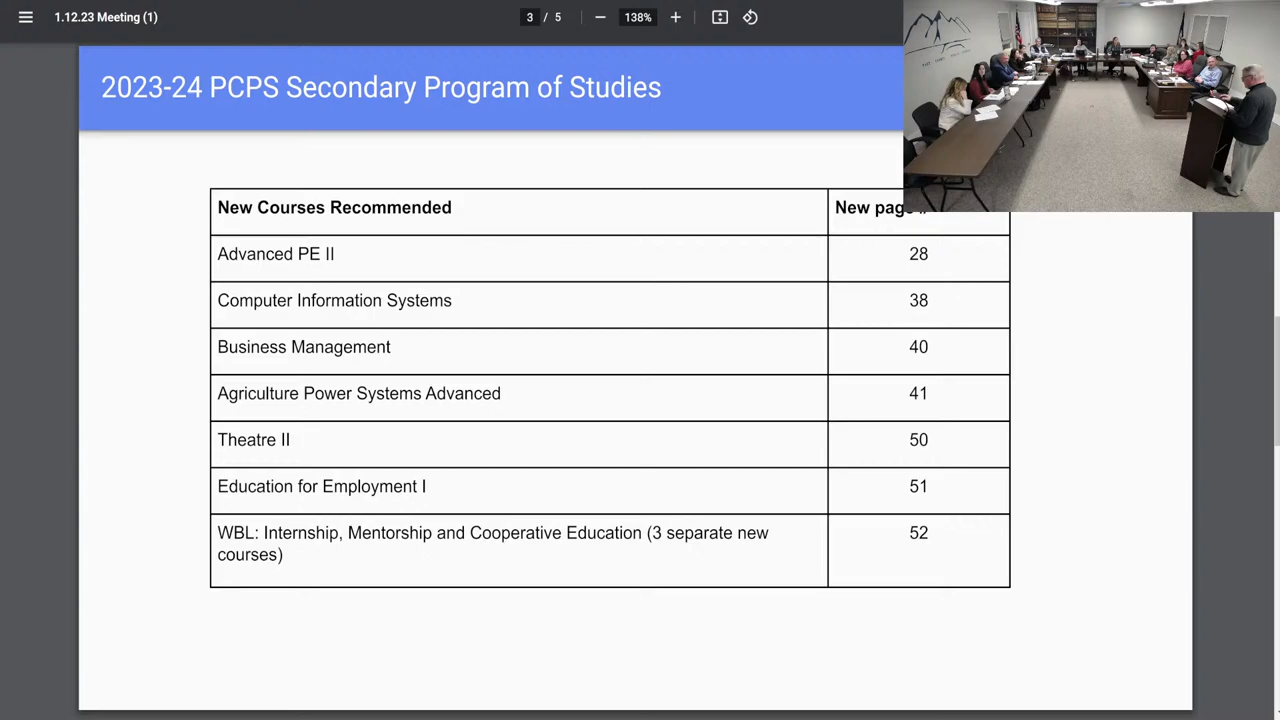 1.12.23 Meeting (1)
3 / 5
138%
2023-24 PCPS Secondary Program of Studies
New Courses Recommended
New page
Advanced PE II
28
Computer Information Systems
38
Business Management
40
Agriculture Power Systems Advanced
41
Theatre II
50
Education for Employment I
51
WBL: Internship, Mentorship and Cooperative Education (3 separate new
courses)
52